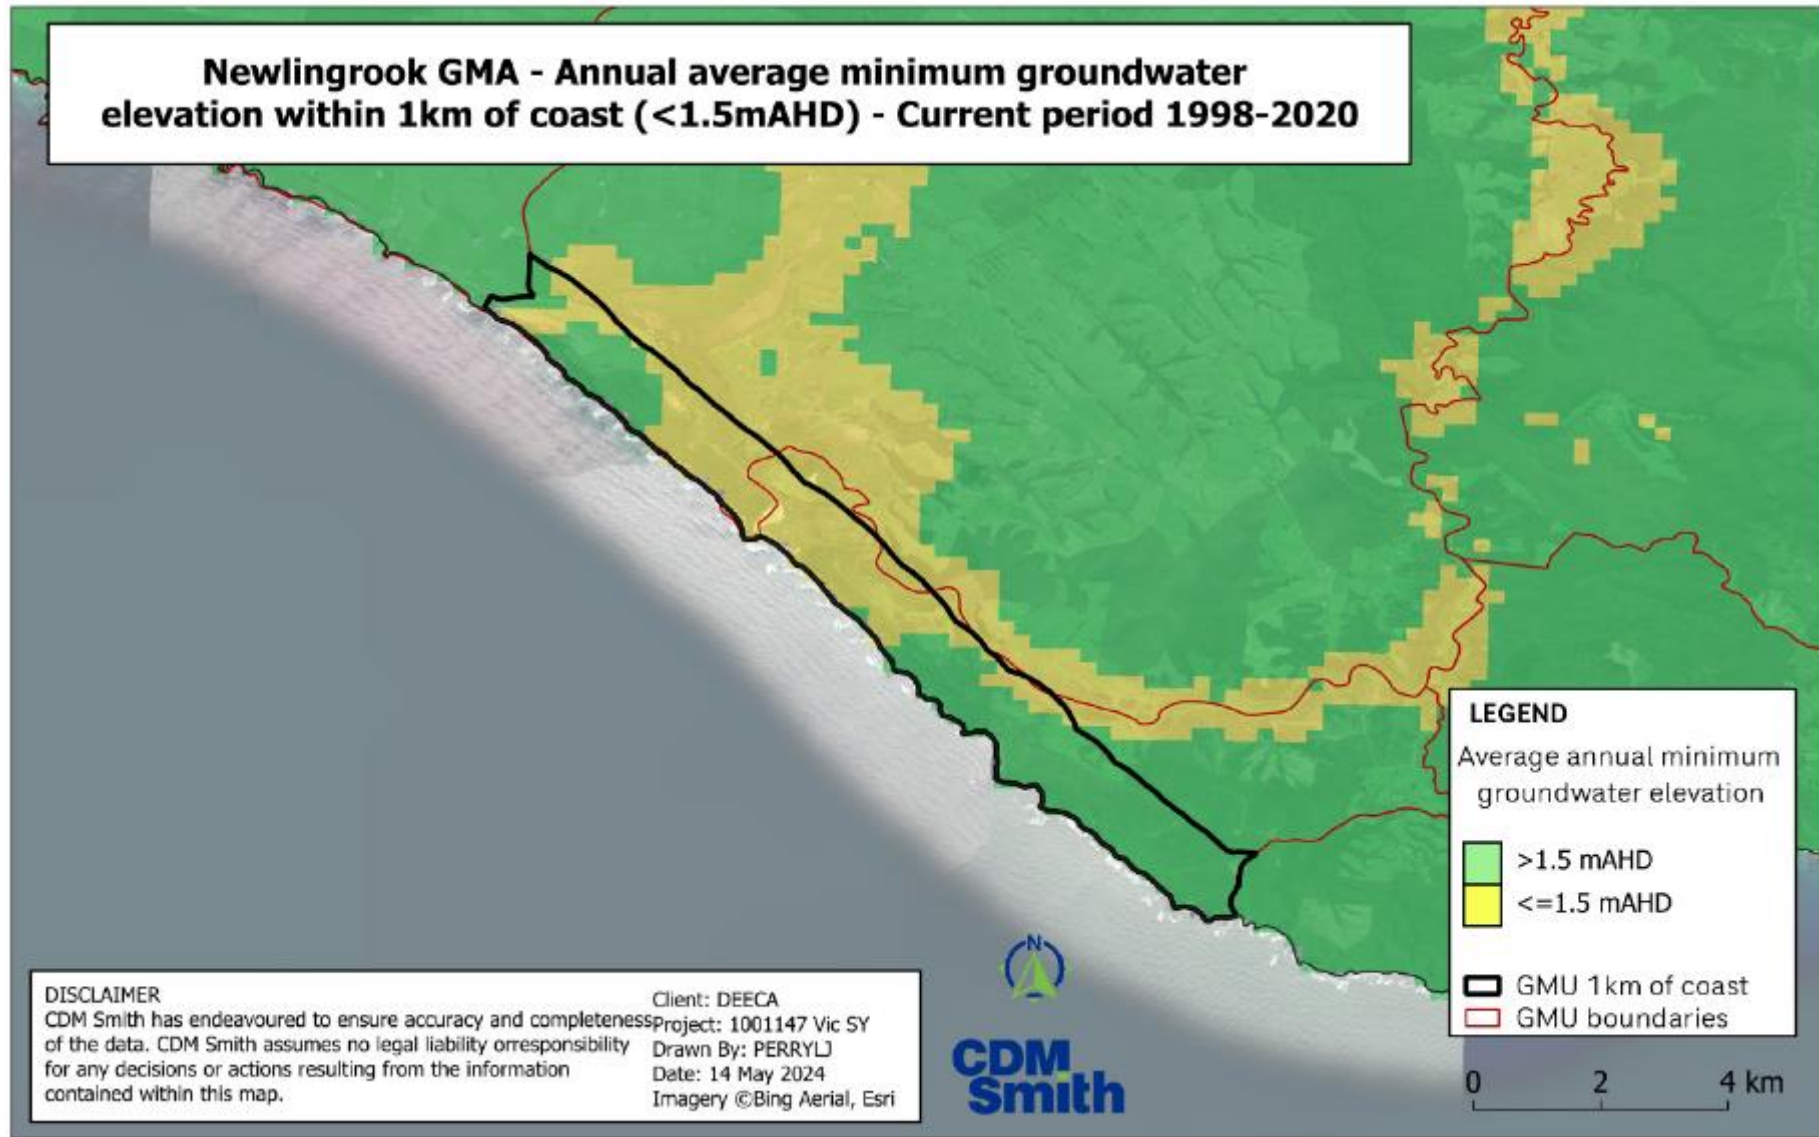 Newlingrook GMA - Annual average minimum groundwater
elevation within 1km of coast (<1.5mAHD) - Current period 1998-2020
LEGEND
Average annual minimum
groundwater elevation
>1.5 mAHD
<=1.5 mAHD
GMU 1km of coast
GMU boundaries
0 2 4 km
DISCLAIMER
CDM Smith has endeavoured to ensure accuracy and completeness
of the data. CDM Smith assumes no legal liability orresponsibility
for any decisions or actions resulting from the information
contained within this map.
Client: DEECA
Project: 1001147 Vic SY
Drawn By: PERRYLJ
Date: 14 May 2024
Imagery ©Bing Aerial, Esri
N
CDM
Smith